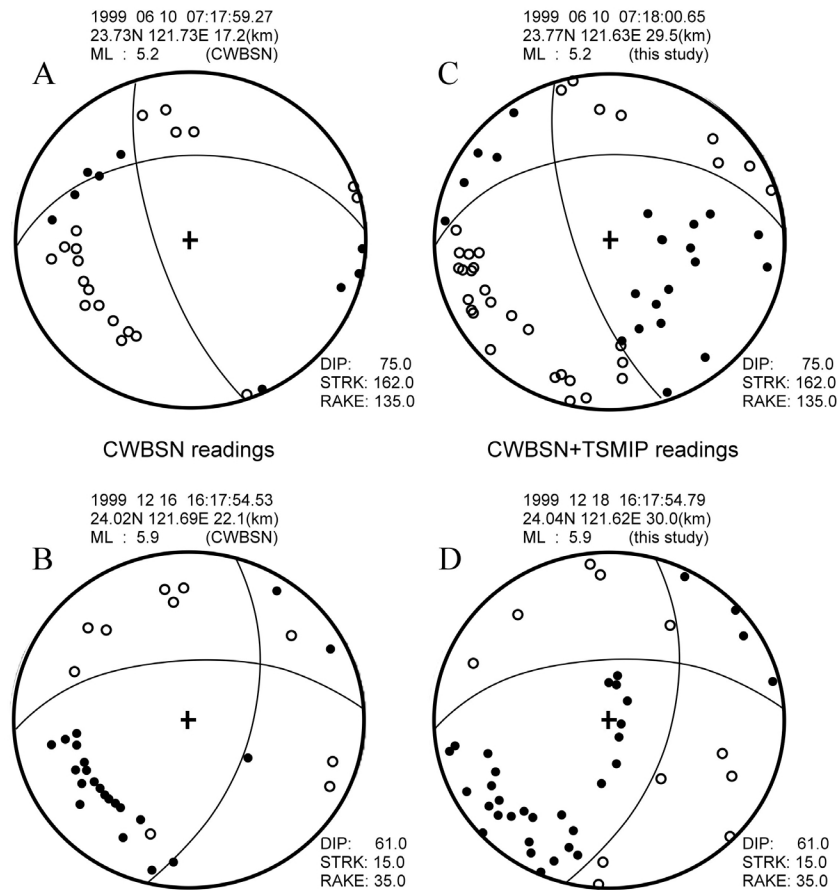 1999 06 10 07:17:59.27
23.73N 121.73E 17.2(km)
ML : 5.2 (CWBSN)
A
DIP: 75.0
STRK: 162.0
RAKE: 135.0
1999 06 10 07:18:00.65
23.77N 121.63E 29.5(km)
ML : 5.2 (this study)
C
DIP: 75.0
STRK: 162.0
RAKE: 135.0
CWBSN readings
CWBSN+TSMIP readings
1999 12 16 16:17:54.53
24.02N 121.69E 22.1(km)
ML : 5.9 (CWBSN)
B
DIP: 61.0
STRK: 15.0
RAKE: 35.0
1999 12 18 16:17:54.79
24.04N 121.62E 30.0(km)
ML : 5.9 (this study)
D
DIP: 61.0
STRK: 15.0
RAKE: 35.0